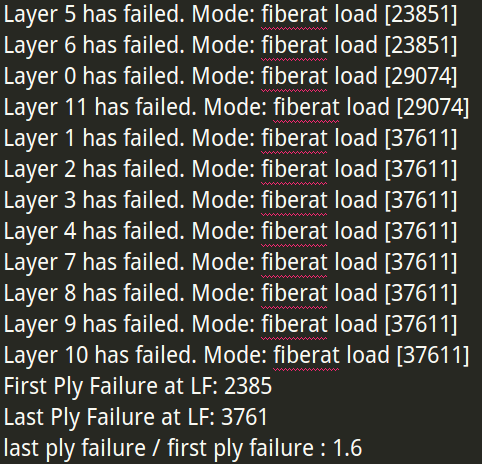 Layer 5 has failed. Mode: fiberat load [23851]
Layer 6 has failed. Mode: fiberat load [23851]
Layer 0 has failed. Mode: fiberat load [29074]
Layer 11 has failed. Mode: fiberat load [29074]
Layer 1 has failed. Mode: fiberat load [37611]
Layer 2 has failed. Mode: fiberat load [37611]
Layer 3 has failed. Mode: fiberat load [37611]
Layer 4 has failed. Mode: fiberat load [37611]
Layer 7 has failed. Mode: fiberat load [37611]
Layer 8 has failed. Mode: fiberat load [37611]
Layer 9 has failed. Mode: fiberat load [37611]
Layer 10 has failed. Mode: fiberat load [37611]
First Ply Failure at LF: 2385
Last Ply Failure at LF: 3761
last ply failure / first ply failure : 1.6